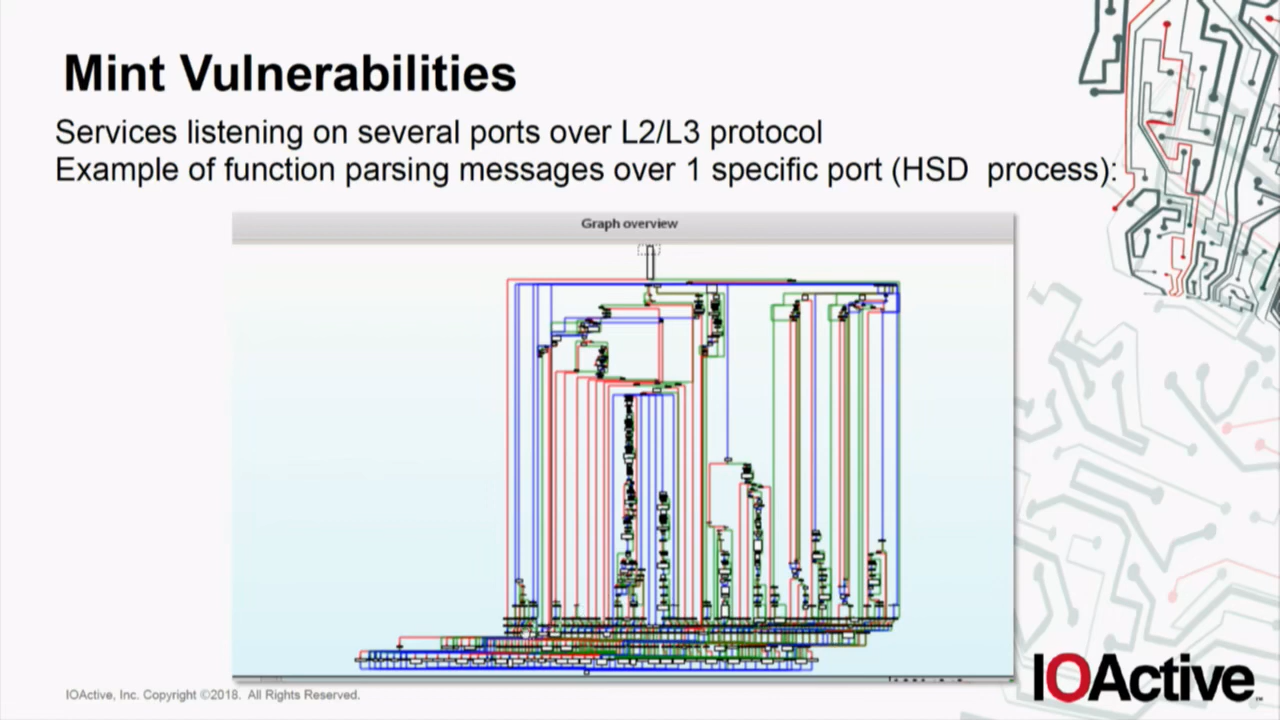 Mint Vulnerabilities
Services listening on several ports over L2/L3 protocol
Example of function parsing messages over 1 specific port (HSD process):
Graph overview
IOActive, Inc. Copyright ©2018. All Rights Reserved.
IOActive™